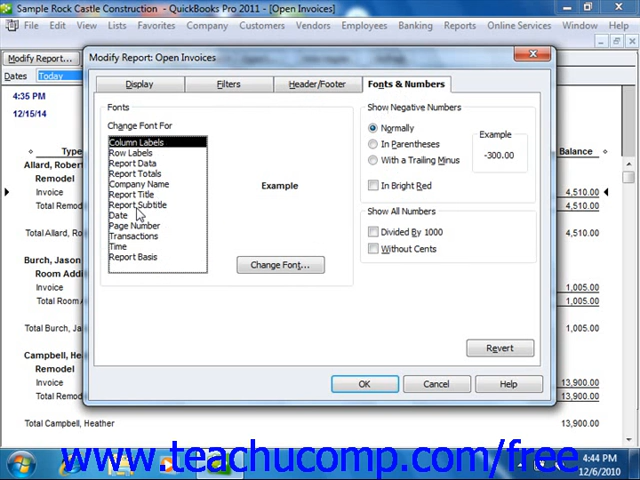 Sample Rock Castle Construction - QuickBooks Pro 2011 - [Open Invoices]
File Edit View Lists Favorites Company Customers Vendors Employees Banking Reports Online Services Window
Modify Report...
Dates Today
4:35 PM
12/15/14
Type
Balance
Allard, Rober
Remodel
Invoice 4,510.00
Total Remo 4,510.00
Total Allard, Ro 4,510.00
Burch, Jason
Room Addi
Invoice 1,005.00
Total Room A 1,005.00
Total Burch, Jas 1,005.00
Campbell, He
Remodel
Invoice 13,900.00
Total Remod 13,900.00
Total Campbell, Heather 13,900.00
Modify Report: Open Invoices
Display Filters Header/Footer Fonts & Numbers
Fonts
Change Font For
Column Labels
Row Labels
Report Data
Report Totals
Company Name
Report Title
Report Subtitle
Date
Page Number
Transactions
Time
Report Basis
Example
Change Font...
Show Negative Numbers
Normally
In Parentheses
With a Trailing Minus
Example
-300.00
In Bright Red
Show All Numbers
Divided By 1000
Without Cents
Revert
OK Cancel Help
www.teachucomp.com/free
4:44 PM
12/6/2010